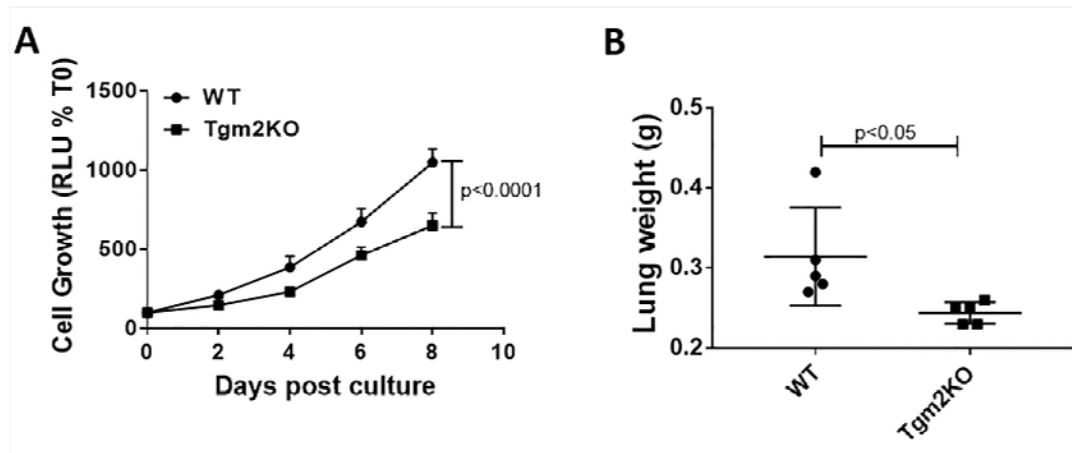 A
Cell Growth (RLU % T0)
1500
1000
500
0
WT
Tgm2KO
p<0.0001
0 2 4 6 8 10
Days post culture
B
Lung weight (g)
0.5
0.4
0.3
0.2
p<0.05
WT
Tgm2KO